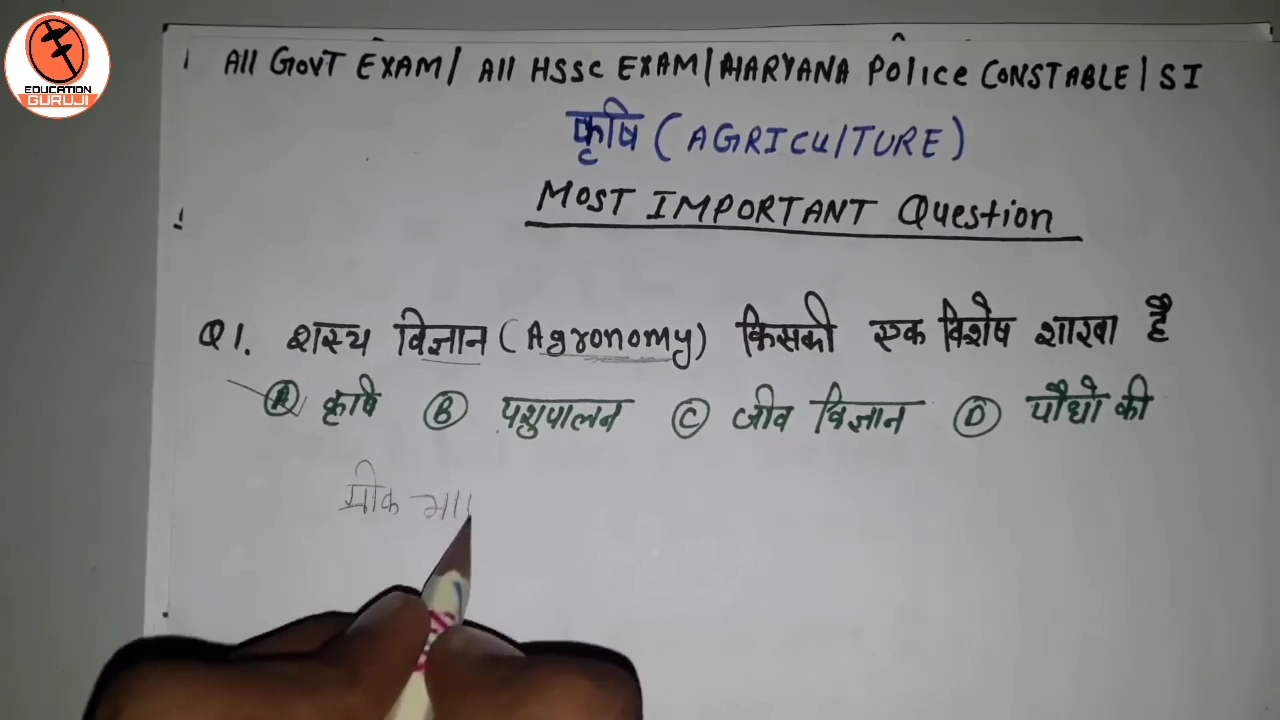 EDUCATION
GURUJI
All GOVT EXAM/ All HSSC EXAM/HARYANA Police CONSTABLE/SI
कृषि (AGRICUlTURE)
MOST IMPORTANT Question
Q1. शस्य विज्ञान (Agronomy) किसकी एक विशेष शाखा है
(A) कृषि (B) पशुपालन (C) जीव विज्ञान (D) पौधो की